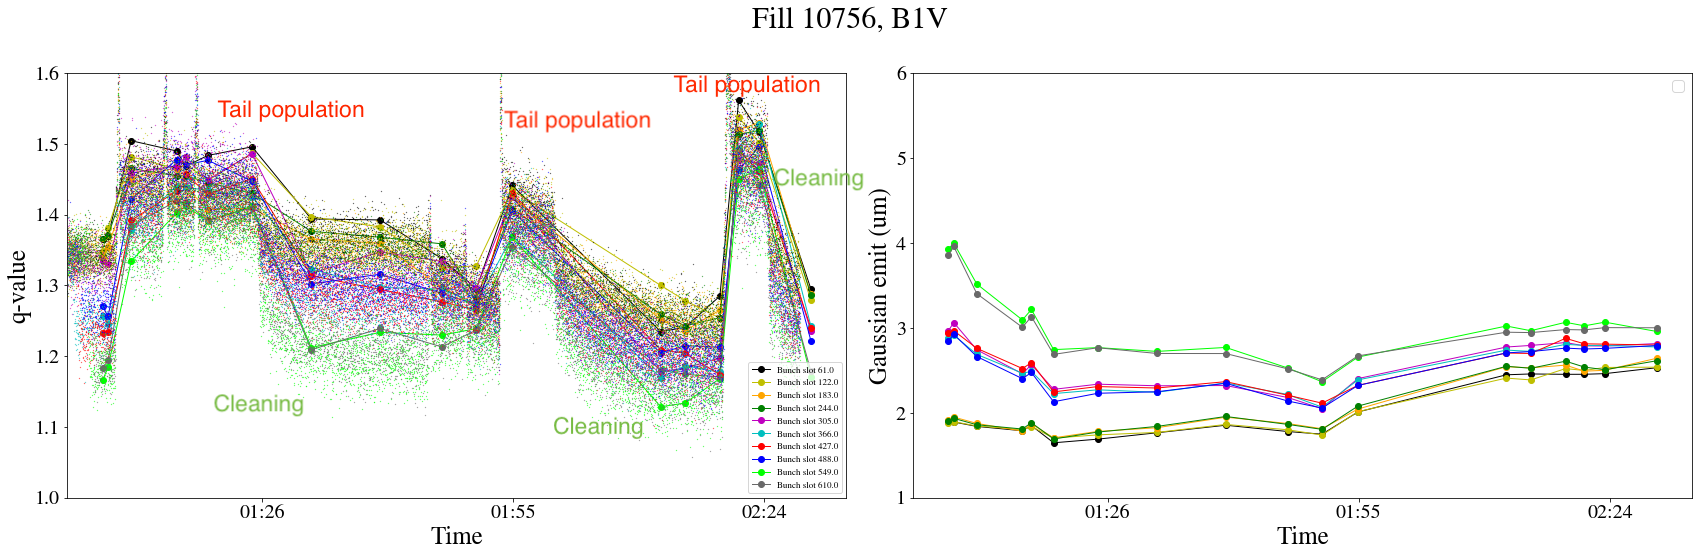 Fill 10756, B1V
q-value
1.6
1.5
1.4
1.3
1.2
1.1
1.0
Tail population
Tail population
Tail population
Cleaning
Cleaning
Cleaning
Bunch slot 61.0
Bunch slot 122.0
Bunch slot 183.0
Bunch slot 244.0
Bunch slot 305.0
Bunch slot 366.0
Bunch slot 427.0
Bunch slot 488.0
Bunch slot 549.0
Bunch slot 610.0
01:26 01:55 02:24
Time
Gaussian emit (um)
6
5
4
3
2
1
01:26 01:55 02:24
Time